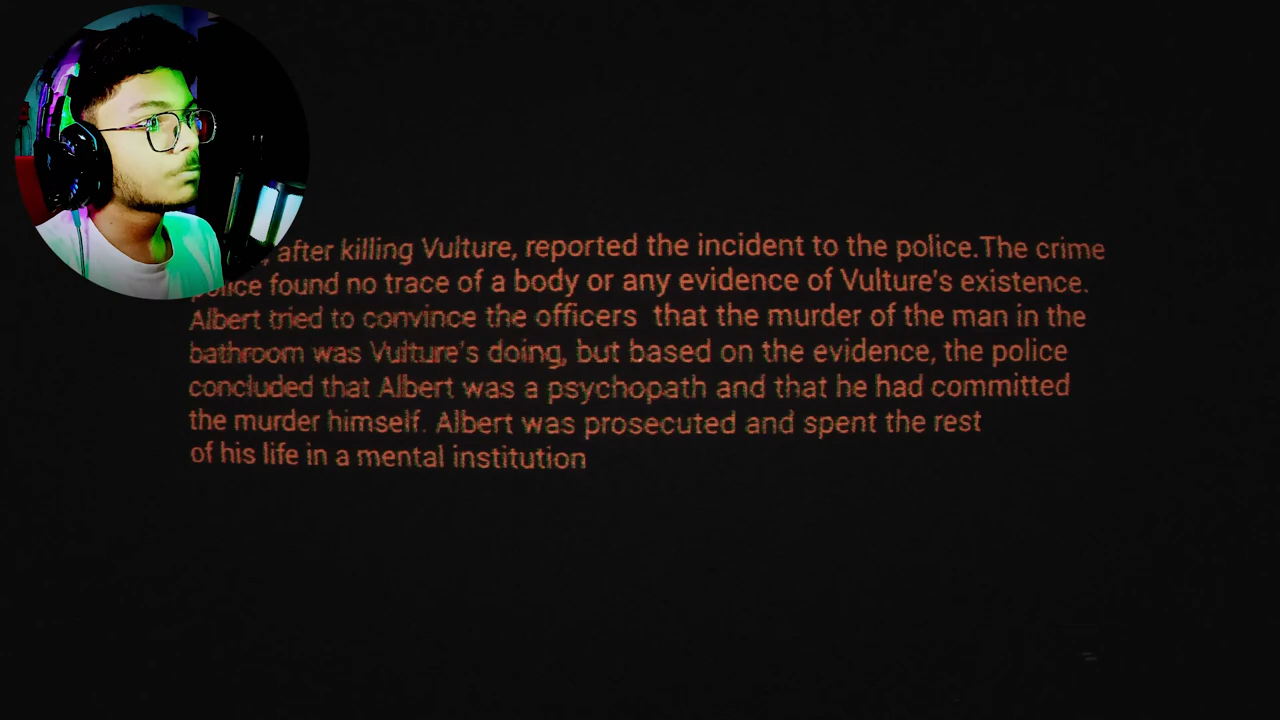 after killing Vulture, reported the incident to the police.The crime
police found no trace of a body or any evidence of Vulture's existence.
Albert tried to convince the officers  that the murder of the man in the
bathroom was Vulture's doing, but based on the evidence, the police
concluded that Albert was a psychopath and that he had committed
the murder himself. Albert was prosecuted and spent the rest
of his life in a mental institution